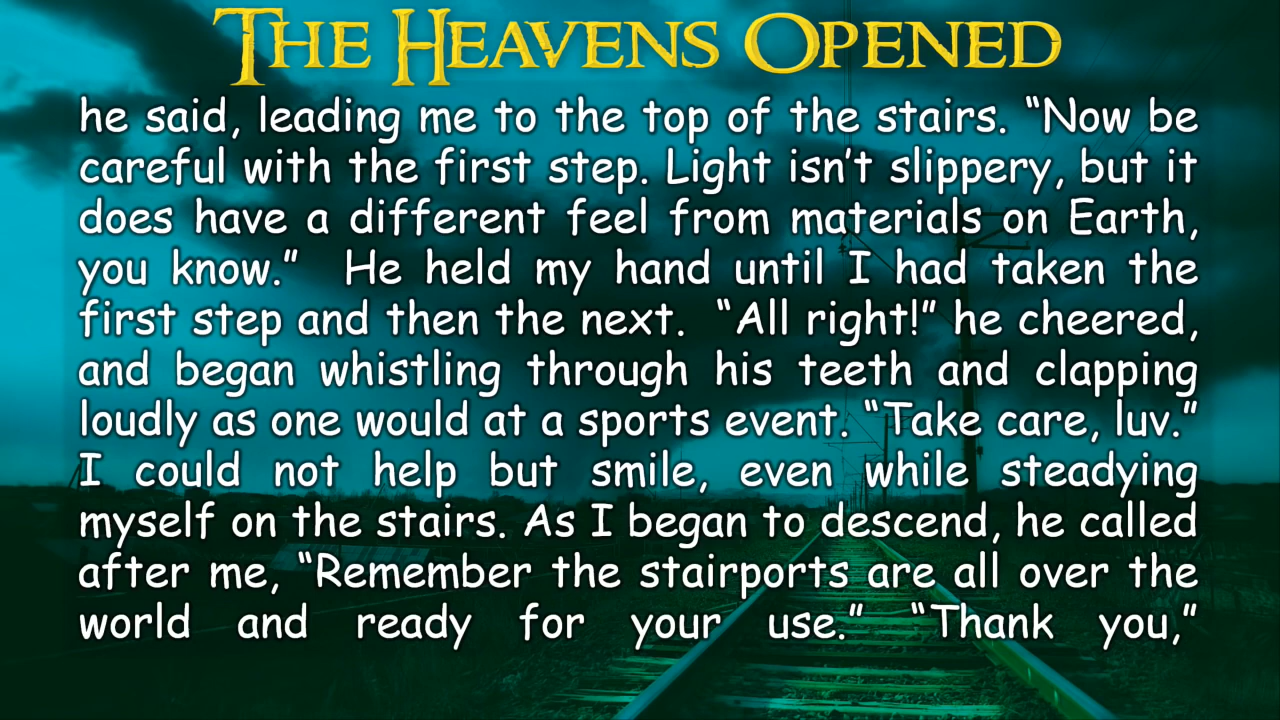 THE HEAVENS OPENED
he said, leading me to the top of the stairs. “Now be
careful with the first step. Light isn’t slippery, but it
does have a different feel from materials on Earth,
you know.”  He held my hand until I had taken the
first step and then the next.  “All right!” he cheered,
and began whistling through his teeth and clapping
loudly as one would at a sports event. “Take care, luv.”
I could not help but smile, even while steadying
myself on the stairs. As I began to descend, he called
after me, “Remember the stairports are all over the
world and ready for your use.”  “Thank you,”